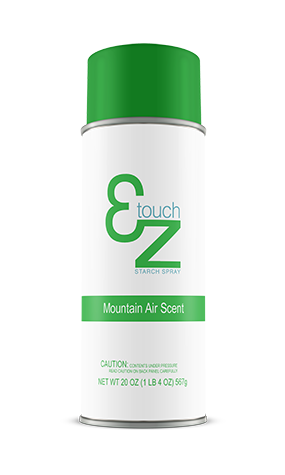 EZ touch
STARCH SPRAY
Mountain Air Scent
CAUTION: CONTENTS UNDER PRESSURE
READ CAUTION ON BACK PANEL CAREFULLY
NET WT 20 OZ (1 LB 4 OZ) 567g